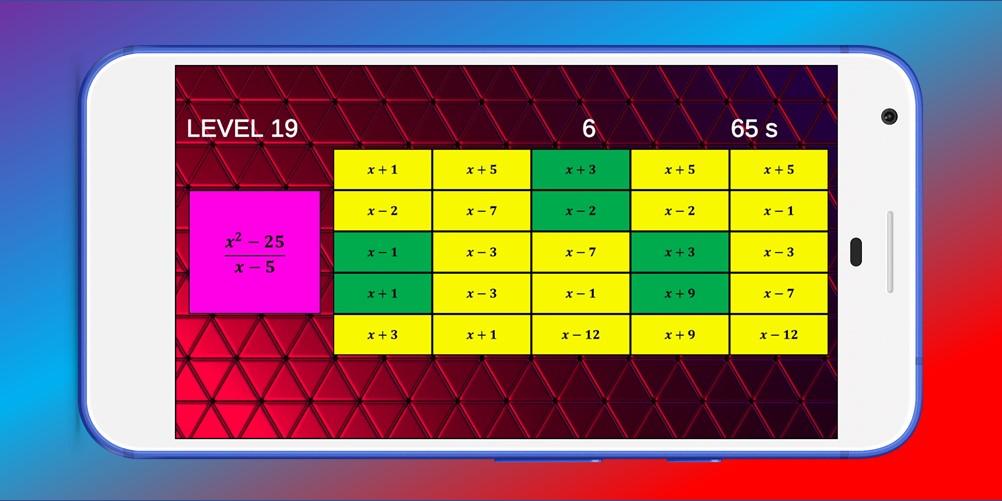 LEVEL 19 6 65 s
x + 1 x + 5 x + 3 x + 5 x + 5
x − 2 x − 7 x − 2 x − 2 x − 1
x² − 25
x − 5
x − 1 x − 3 x − 7 x + 3 x − 3
x + 1 x − 3 x − 1 x + 9 x − 7
x + 3 x + 1 x − 12 x + 9 x − 12